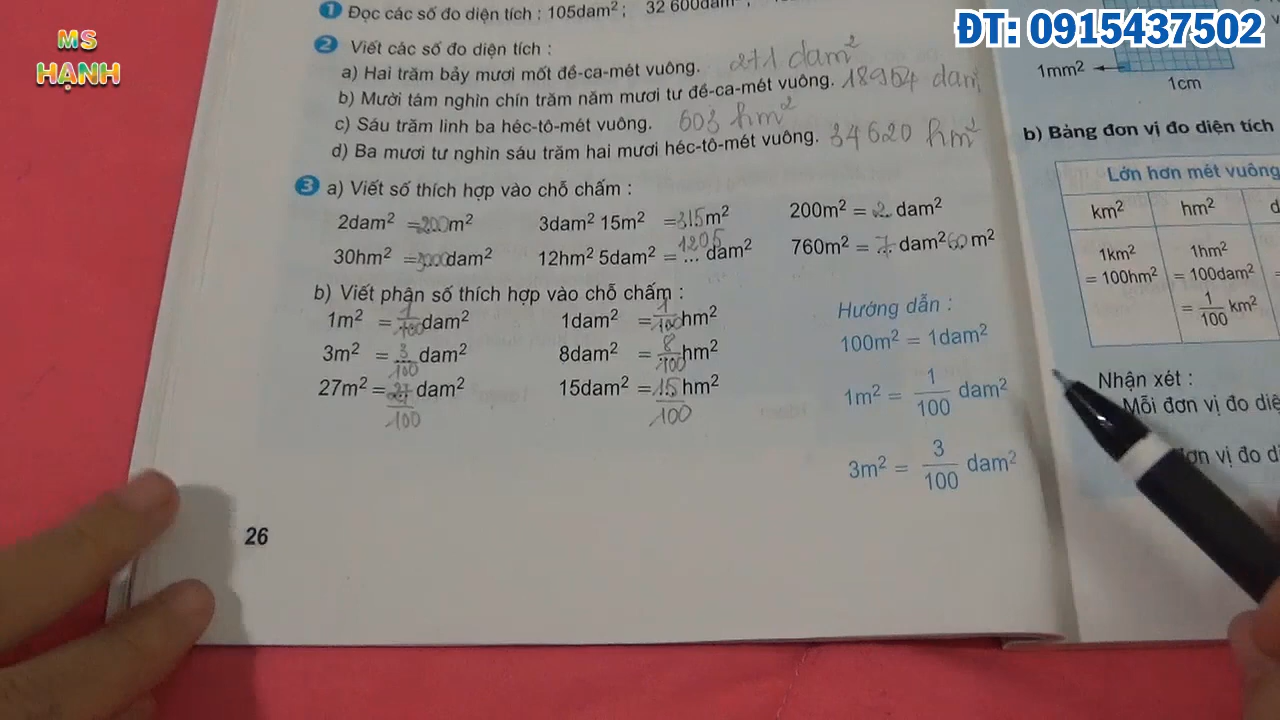 MS
HẠNH
ĐT: 0915437502
1 Đọc các số đo diện tích : 105dam² ; 32 600dam² ;
2 Viết các số đo diện tích :
a) Hai trăm bảy mươi mốt đề-ca-mét vuông. 271 dam²
b) Mười tám nghìn chín trăm năm mươi tư đề-ca-mét vuông. 18954 dam
c) Sáu trăm linh ba héc-tô-mét vuông. 603 hm²
d) Ba mươi tư nghìn sáu trăm hai mươi héc-tô-mét vuông. 34620 hm²
3 a) Viết số thích hợp vào chỗ chấm :
2dam² =200m² 3dam² 15m² =315m² 200m² = 2 dam²
30hm² =3000dam² 12hm² 5dam² = 1205 dam² 760m² = 7 dam² 60 m²
b) Viết phân số thích hợp vào chỗ chấm :
1m² = 1/100 dam² 1dam² = 1/100 hm²
3m² = 3/100 dam² 8dam² = 8/100 hm²
27m² = 27/100 dam² 15dam² = 15/100 hm²
Hướng dẫn :
100m² = 1dam²
1m² = 1/100 dam²
3m² = 3/100 dam²
26
1mm²
1cm
b) Bảng đơn vị đo diện tích
Lớn hơn mét vuông
km² hm² d
1km² 1hm²
= 100hm² = 100dam² =
= 1/100 km²
Nhận xét :
Mỗi đơn vị đo diệ
đơn vị đo d